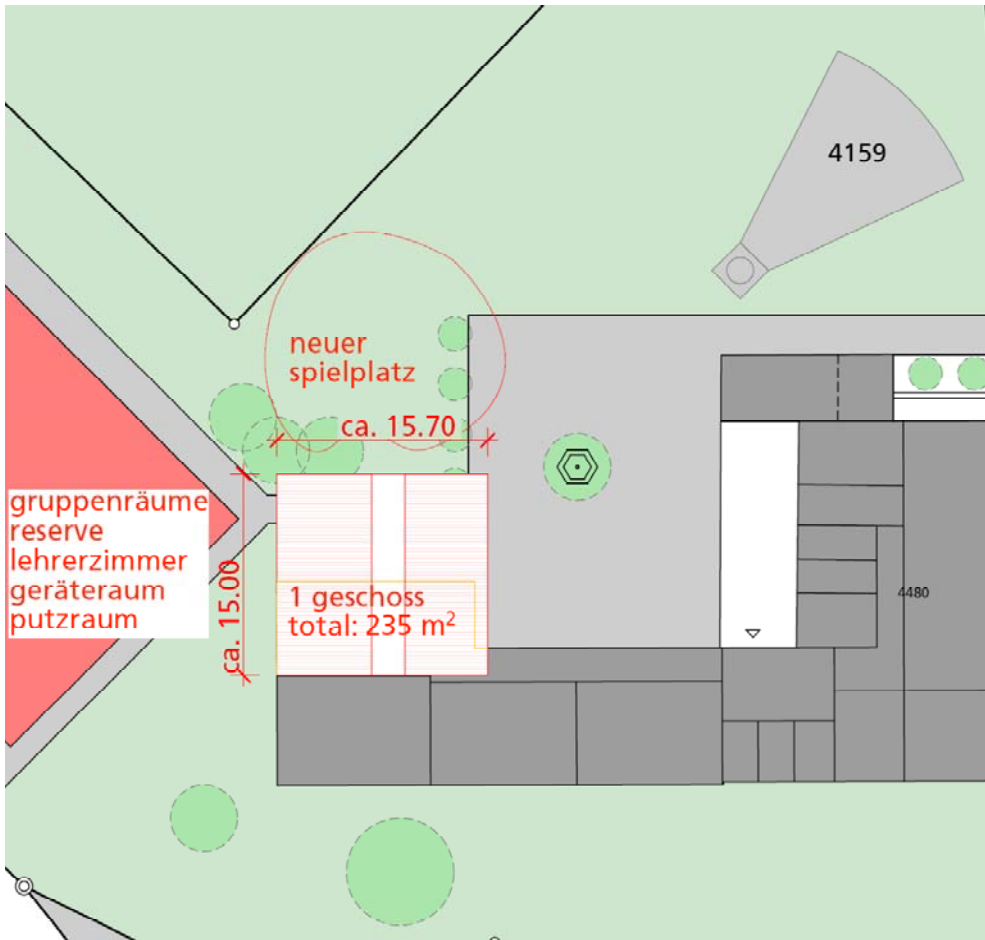 4159
neuer
spielplatz
ca. 15.70
gruppenräume
reserve
lehrerzimmer
geräteraum
putzraum
ca. 15.00
1 geschoss
total: 235 m²
4480